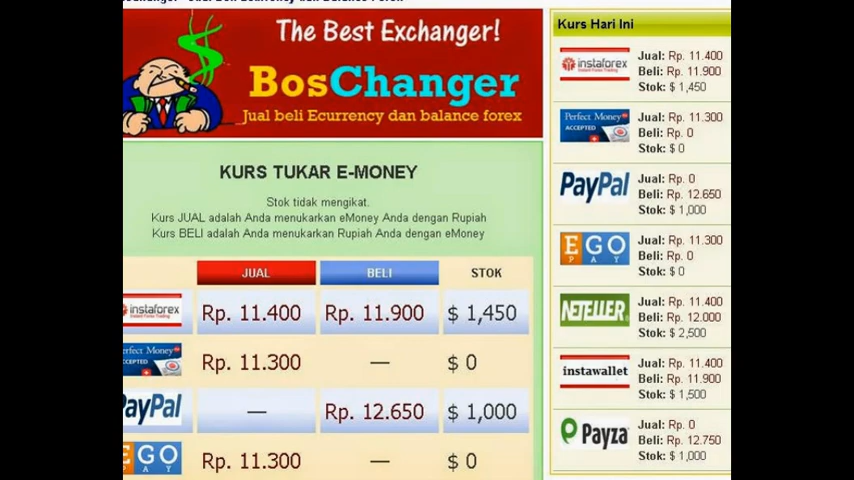 The Best Exchanger!
BosChanger
Jual beli Ecurrency dan balance forex
KURS TUKAR E-MONEY
Stok tidak mengikat.
Kurs JUAL adalah Anda menukarkan eMoney Anda dengan Rupiah
Kurs BELI adalah Anda menukarkan Rupiah Anda dengan eMoney
JUAL BELI STOK
instaforex Rp. 11.400 Rp. 11.900 $ 1,450
erfect Money Rp. 11.300 — $ 0
ACCEPTED
PayPal — Rp. 12.650 $ 1,000
EGO Rp. 11.300 — $ 0
PAY
Kurs Hari Ini
instaforex
Jual: Rp. 11.400
Beli: Rp. 11.900
Stok: $ 1,450
Perfect Money
ACCEPTED
Jual: Rp. 11.300
Beli: Rp. 0
Stok: $ 0
PayPal
Jual: Rp. 0
Beli: Rp. 12.650
Stok: $ 1,000
EGO
PAY
Jual: Rp. 11.300
Beli: Rp. 0
Stok: $ 0
NETELLER
Jual: Rp. 11.400
Beli: Rp. 12.000
Stok: $ 2,500
instawallet
Jual: Rp. 11.400
Beli: Rp. 11.900
Stok: $ 1,500
Payza
Jual: Rp. 0
Beli: Rp. 12.750
Stok: $ 1,000